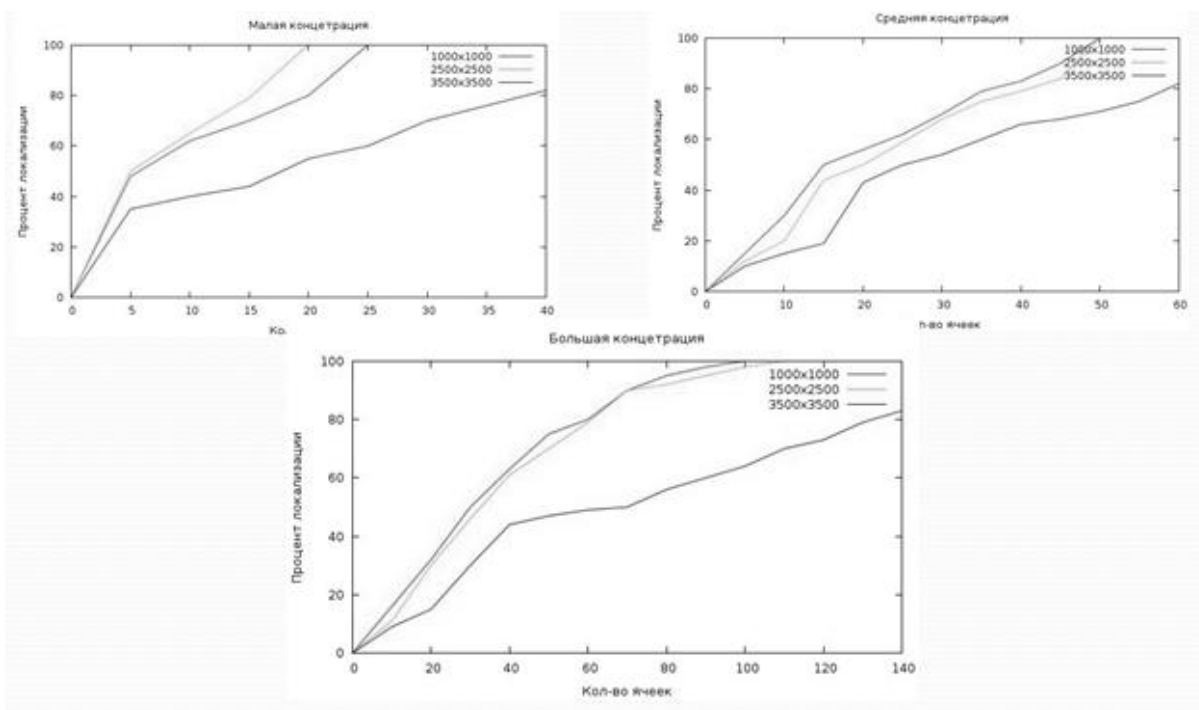 Малая концетрация
Процент локализации
100
80
60
40
20
0
1000x1000
2500x2500
3500x3500
0 5 10 15 20 25 30 35 40
Ко.
Средняя концетрация
Процент локализации
100
80
60
40
20
0
1000x1000
2500x2500
3500x3500
0 10 20 30 40 50 60
во ячеек
Большая концетрация
Процент локализации
100
80
60
40
20
0
1000x1000
2500x2500
3500x3500
0 20 40 60 80 100 120 140
Кол-во ячеек